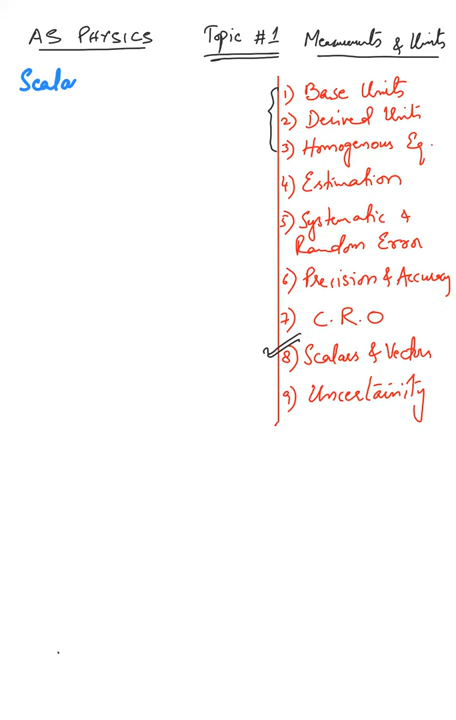 AS PHYSICS Topic #1 Measurments & Units
Scala
1) Base Units
2) Derived Units
3) Homogenous Eq.
4) Estimation
5) Systematic &
Random Error
6) Precision & Accuracy
7) C.R.O
8) Scalars & Vectors
9) Uncertainity